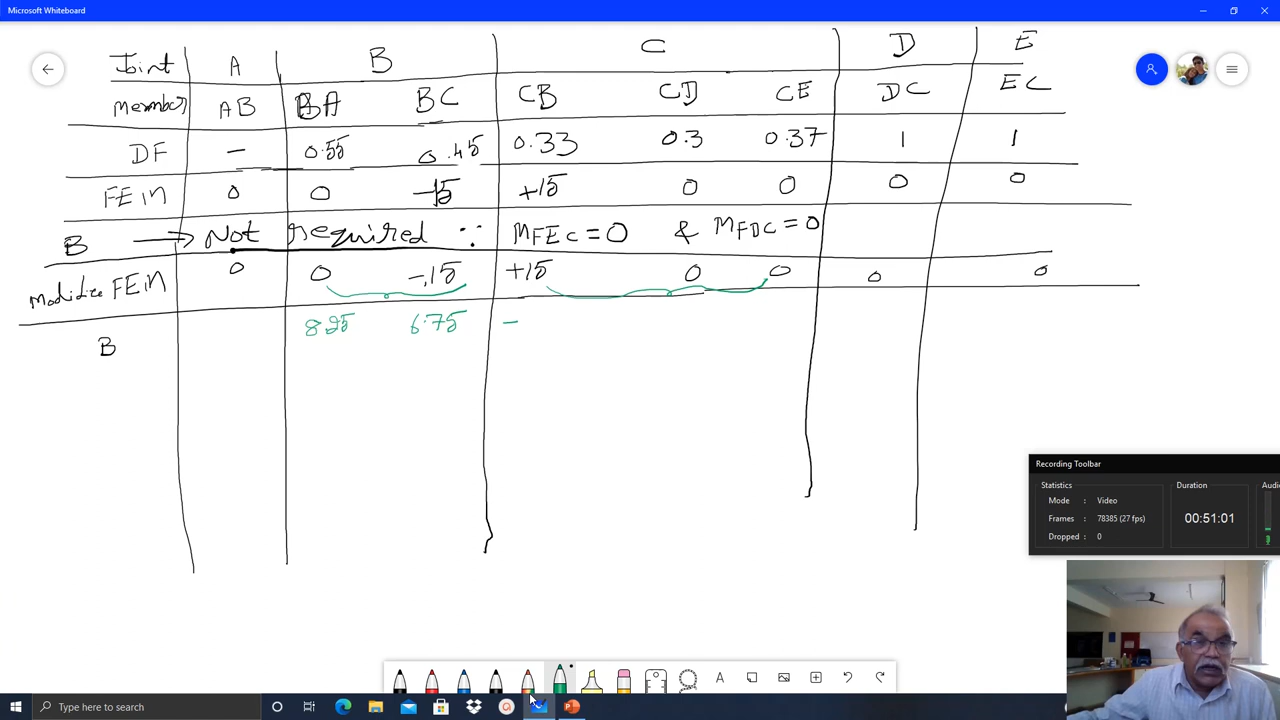 Microsoft Whiteboard
Joint A B C D E
Member AB BA BC CB CD CE DC EC
DF - 0.55 0.45 0.33 0.3 0.37 1 1
FEM 0 0 -15 +15 0 0 0 0
B → Not required ∵ MFEC = 0 & MFDC = 0
FEM 0 0 -15 +15 0 0 0 0
B 8.25 6.75 -
Recording Toolbar
Statistics Duration Audio
Mode : Video
Frames : 78385 (27 fps) 00:51:01
Dropped : 0
Type here to search